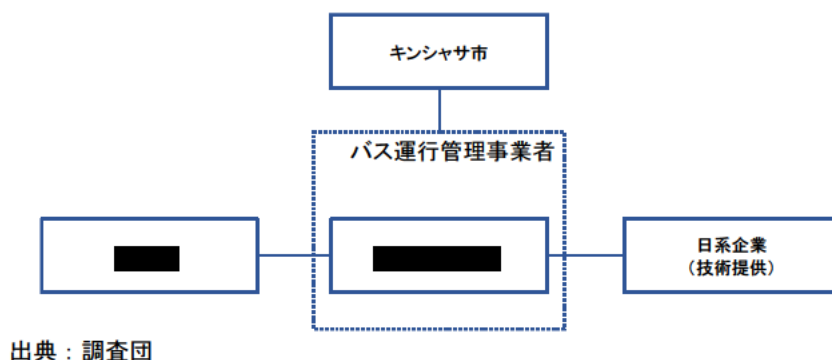 キンシャサ市
バス運行管理事業者
日系企業
（技術提供）
出典：調査団